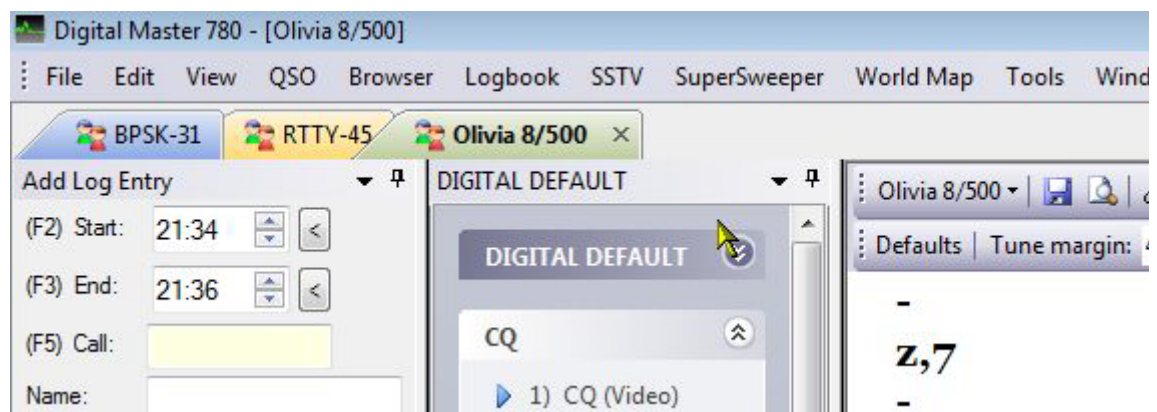 Digital Master 780 - [Olivia 8/500]
File Edit View QSO Browser Logbook SSTV SuperSweeper World Map Tools Wind
BPSK-31 RTTY-45 Olivia 8/500 ×
Add Log Entry
(F2) Start: 21:34 <
(F3) End: 21:36 <
(F5) Call:
Name:
DIGITAL DEFAULT
DIGITAL DEFAULT
CQ
1) CQ (Video)
Olivia 8/500
Defaults Tune margin: 4
-
z,7
-